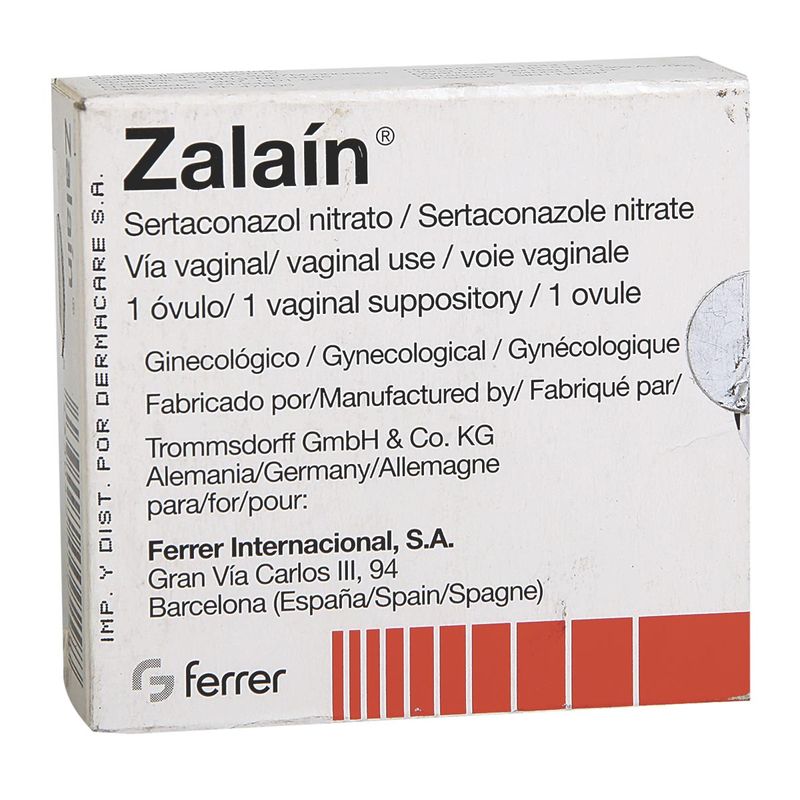 Zalaín®
Sertaconazol nitrato / Sertaconazole nitrate
Vía vaginal/ vaginal use / voie vaginale
1 óvulo/ 1 vaginal suppository / 1 ovule
Ginecológico / Gynecological / Gynécologique
Fabricado por/Manufactured by/ Fabriqué par/
Trommsdorff GmbH & Co. KG
Alemania/Germany/Allemagne
para/for/pour:
Ferrer Internacional, S.A.
Gran Vía Carlos III, 94
Barcelona (España/Spain/Spagne)
ferrer
IMP. Y DIST. POR DERMACARE S.A.
Zalaín